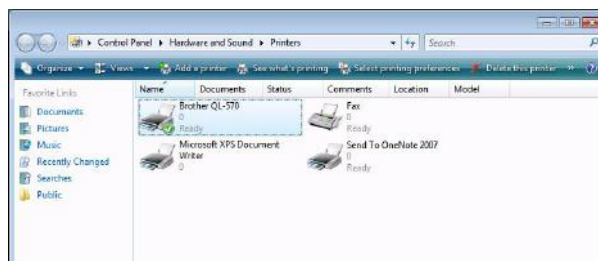 Control Panel ▸ Hardware and Sound ▸ Printers
Search
Organize Views Add a printer See what's printing Select printing preferences Delete this printer »
Favorite Links
Name Documents Status Comments Location Model
Documents
Pictures
Music
Recently Changed
Searches
Public
Brother QL-570
0
Ready
Fax
0
Ready
Microsoft XPS Document
Writer
0
Send To OneNote 2007
0
Ready